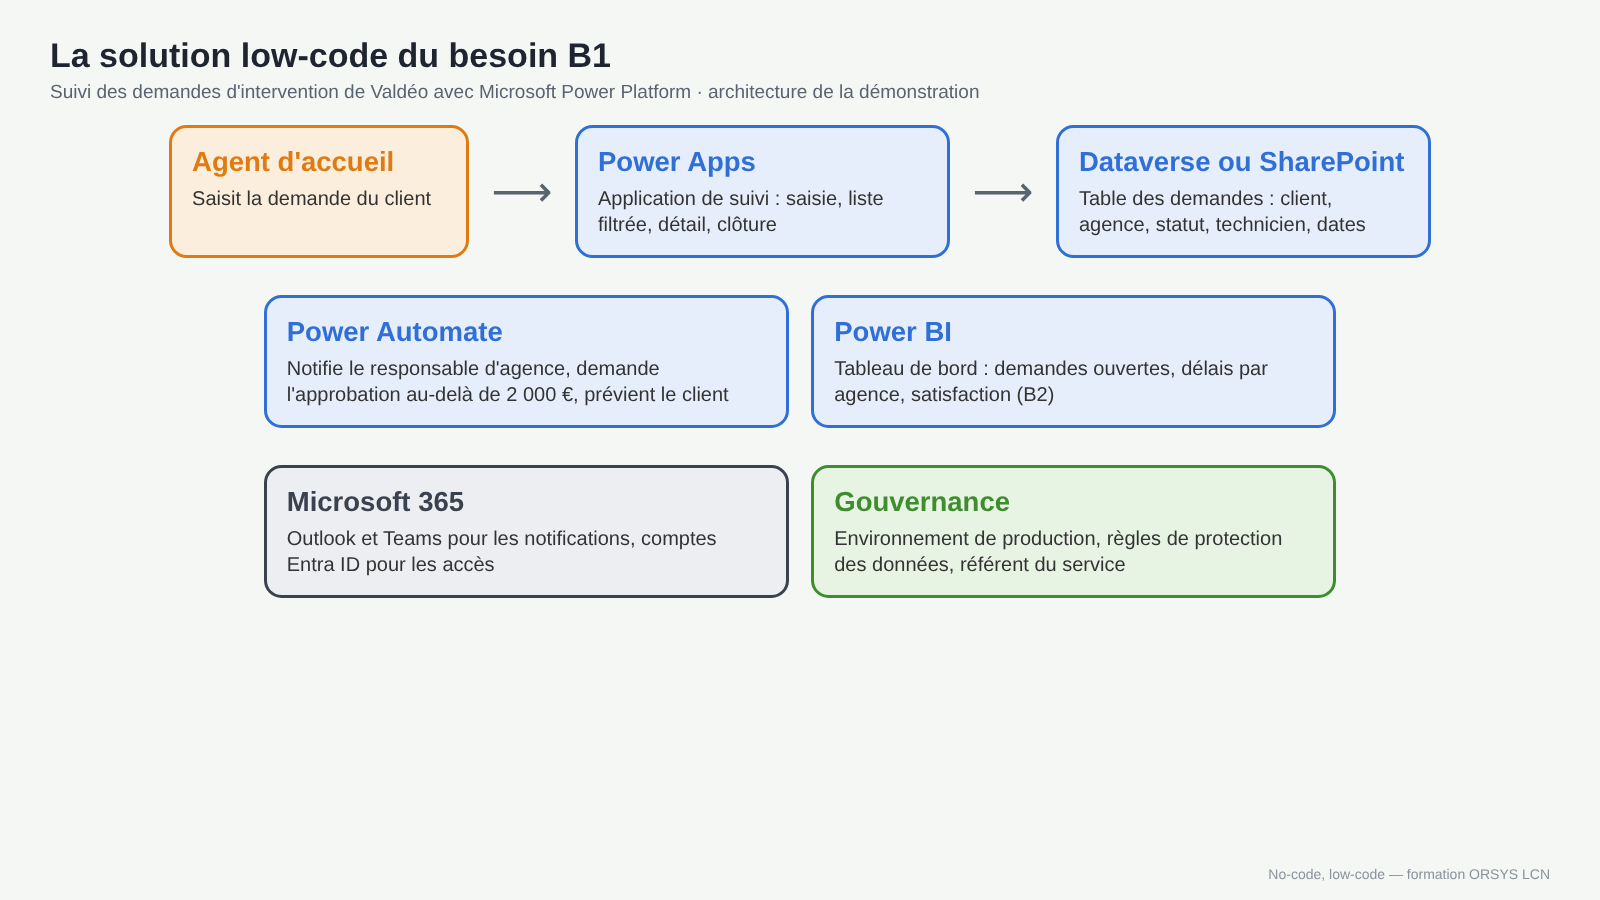 La solution low-code du besoin B1
Suivi des demandes d'intervention de Valdéo avec Microsoft Power Platform · architecture de la démonstration
Agent d'accueil
Saisit la demande du client
⟶
Power Apps
Application de suivi : saisie, liste
filtrée, détail, clôture
⟶
Dataverse ou SharePoint
Table des demandes : client,
agence, statut, technicien, dates
Power Automate
Notifie le responsable d'agence, demande
l'approbation au-delà de 2 000 €, prévient le client
Power BI
Tableau de bord : demandes ouvertes, délais par
agence, satisfaction (B2)
Microsoft 365
Outlook et Teams pour les notifications, comptes
Entra ID pour les accès
Gouvernance
Environnement de production, règles de protection
des données, référent du service
No-code, low-code — formation ORSYS LCN